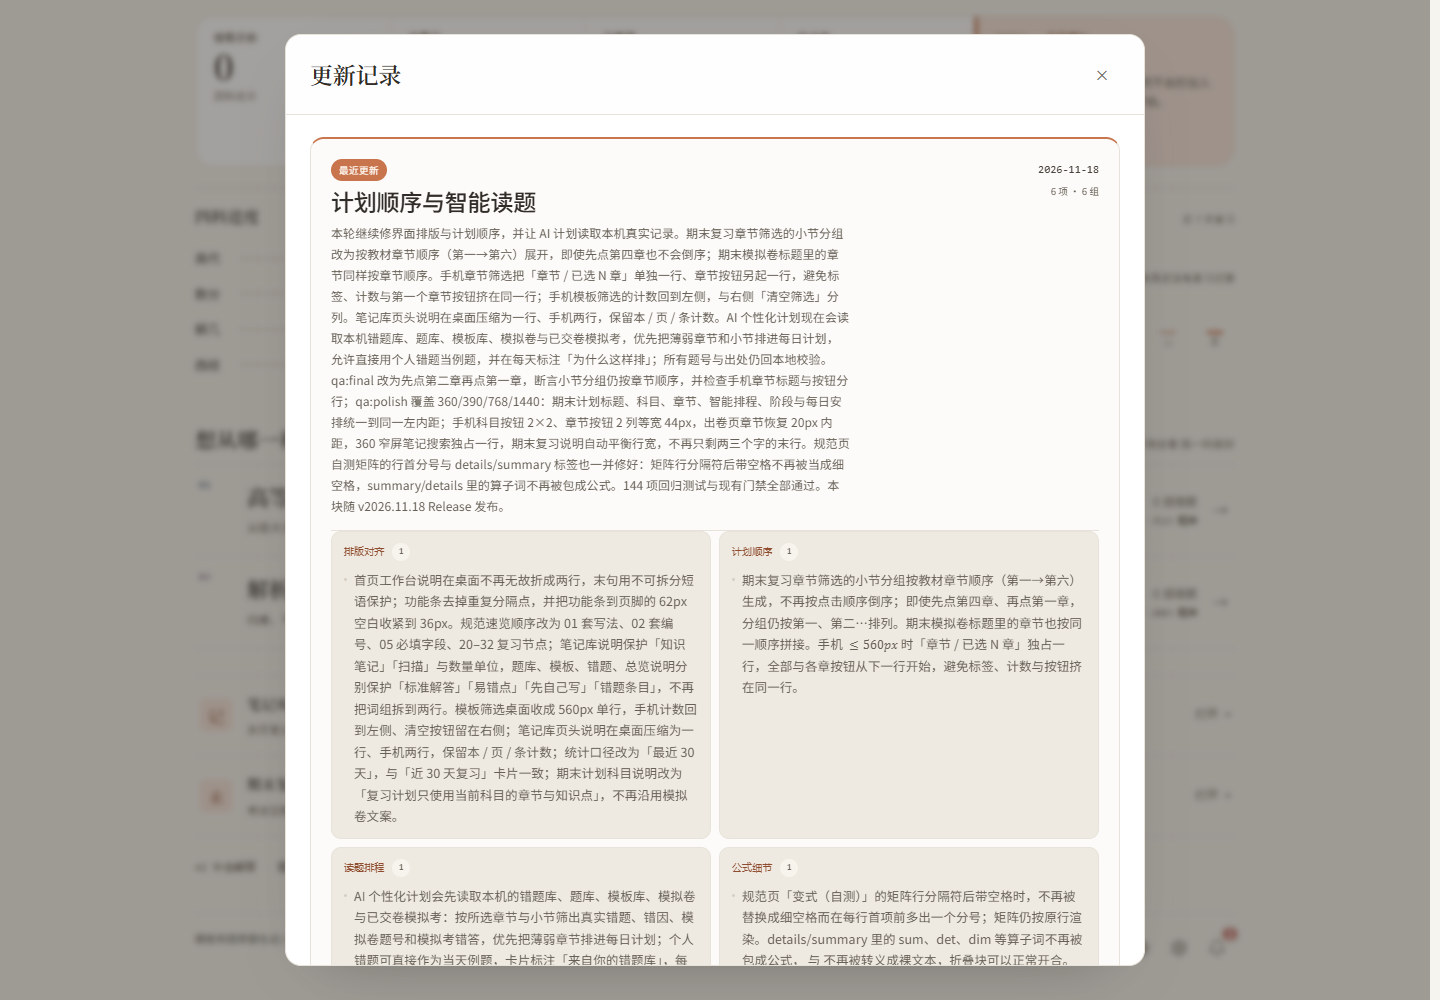 更新记录
×
最近更新
2026-11-18
6 项 · 6 组
计划顺序与智能读题
本轮继续修界面排版与计划顺序，并让 AI 计划读取本机真实记录。期末复习章节筛选的小节分组
改为按教材章节顺序（第一→第六）展开，即使先点第四章也不会倒序；期末模拟卷标题里的章
节同样按章节顺序。手机章节筛选把「章节 / 已选 N 章」单独一行、章节按钮另起一行，避免标
签、计数与第一个章节按钮挤在同一行；手机模板筛选的计数回到左侧，与右侧「清空筛选」分
列。笔记库页头说明在桌面压缩为一行、手机两行，保留本 / 页 / 条计数。AI 个性化计划现在会读
取本机错题库、题库、模板库、模拟卷与已交卷模拟考，优先把薄弱章节和小节排进每日计划，
允许直接用个人错题当例题，并在每天标注「为什么这样排」；所有题号与出处仍回本地校验。
qa:final 改为先点第二章再点第一章，断言小节分组仍按章节顺序，并检查手机章节标题与按钮分
行；qa:polish 覆盖 360/390/768/1440：期末计划标题、科目、章节、智能排程、阶段与每日安
排统一到同一左内距；手机科目按钮 2×2、章节按钮 2 列等宽 44px，出卷页章节恢复 20px 内
距，360 窄屏笔记搜索独占一行，期末复习说明自动平衡行宽，不再只剩两三个字的末行。规范页
自测矩阵的行首分号与 details/summary 标签也一并修好：矩阵行分隔符后带空格不再被当成细
空格，summary/details 里的算子词不再被包成公式。144 项回归测试与现有门禁全部通过。本
块随 v2026.11.18 Release 发布。
排版对齐 1
首页工作台说明在桌面不再无故折成两行，末句用不可拆分短
语保护；功能条去掉重复分隔点，并把功能条到页脚的 62px
空白收紧到 36px。规范速览顺序改为 01 套写法、02 套编
号、05 必填字段、20–32 复习节点；笔记库说明保护「知识
笔记」「扫描」与数量单位，题库、模板、错题、总览说明分
别保护「标准解答」「易错点」「先自己写」「错题条目」，不再
把词组拆到两行。模板筛选桌面收成 560px 单行，手机计数回
到左侧、清空按钮留在右侧；笔记库页头说明在桌面压缩为一
行、手机两行，保留本 / 页 / 条计数；统计口径改为「最近 30
天」，与「近 30 天复习」卡片一致；期末计划科目说明改为
「复习计划只使用当前科目的章节与知识点」，不再沿用模拟
卷文案。
计划顺序 1
期末复习章节筛选的小节分组按教材章节顺序（第一→第六）
生成，不再按点击顺序倒序；即使先点第四章、再点第一章，
分组仍按第一、第二…排列。期末模拟卷标题里的章节也按同
一顺序拼接。手机 ≤ 560px 时「章节 / 已选 N 章」独占一
行，全部与各章按钮从下一行开始，避免标签、计数与按钮挤
在同一行。
读题排程 1
AI 个性化计划会先读取本机的错题库、题库、模板库、模拟卷
与已交卷模拟考：按所选章节与小节筛出真实错题、错因、模
拟卷题号和模拟考错答，优先把薄弱章节排进每日计划；个人
错题可直接作为当天例题，卡片标注「来自你的错题库」，每
公式细节 1
规范页「变式（自测）」的矩阵行分隔符后带空格时，不再被
替换成细空格而在每行首项前多出一个分号；矩阵仍按原行渲
染。details/summary 里的 sum、det、dim 等算子词不再被
包成公式， 与 不再被转义成裸文本，折叠块可以正常开合。